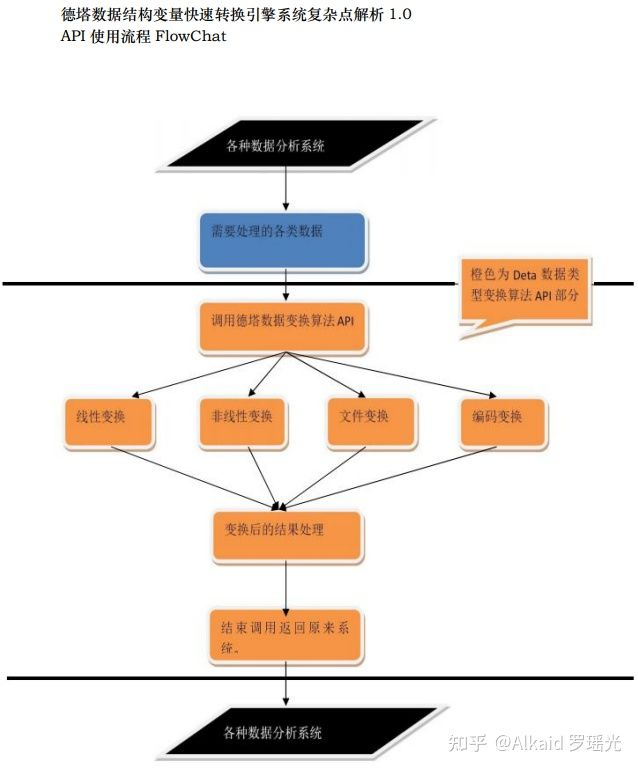 德塔数据结构变量快速转换引擎系统复杂点解析 1.0
API 使用流程 FlowChat
各种数据分析系统
需要处理的各类数据
橙色为 Deta 数据类
型变换算法 API 部分
调用德塔数据变换算法 API
线性变换
非线性变换
文件变换
编码变换
变换后的结果处理
结束调用返回原来系
统。
各种数据分析系统
知乎 @Alkaid 罗瑶光